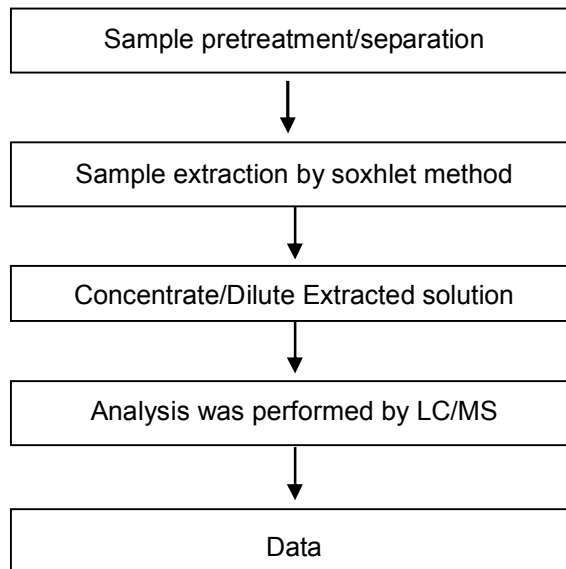 Sample pretreatment/separation
Sample extraction by soxhlet method
Concentrate/Dilute Extracted solution
Analysis was performed by LC/MS
Data